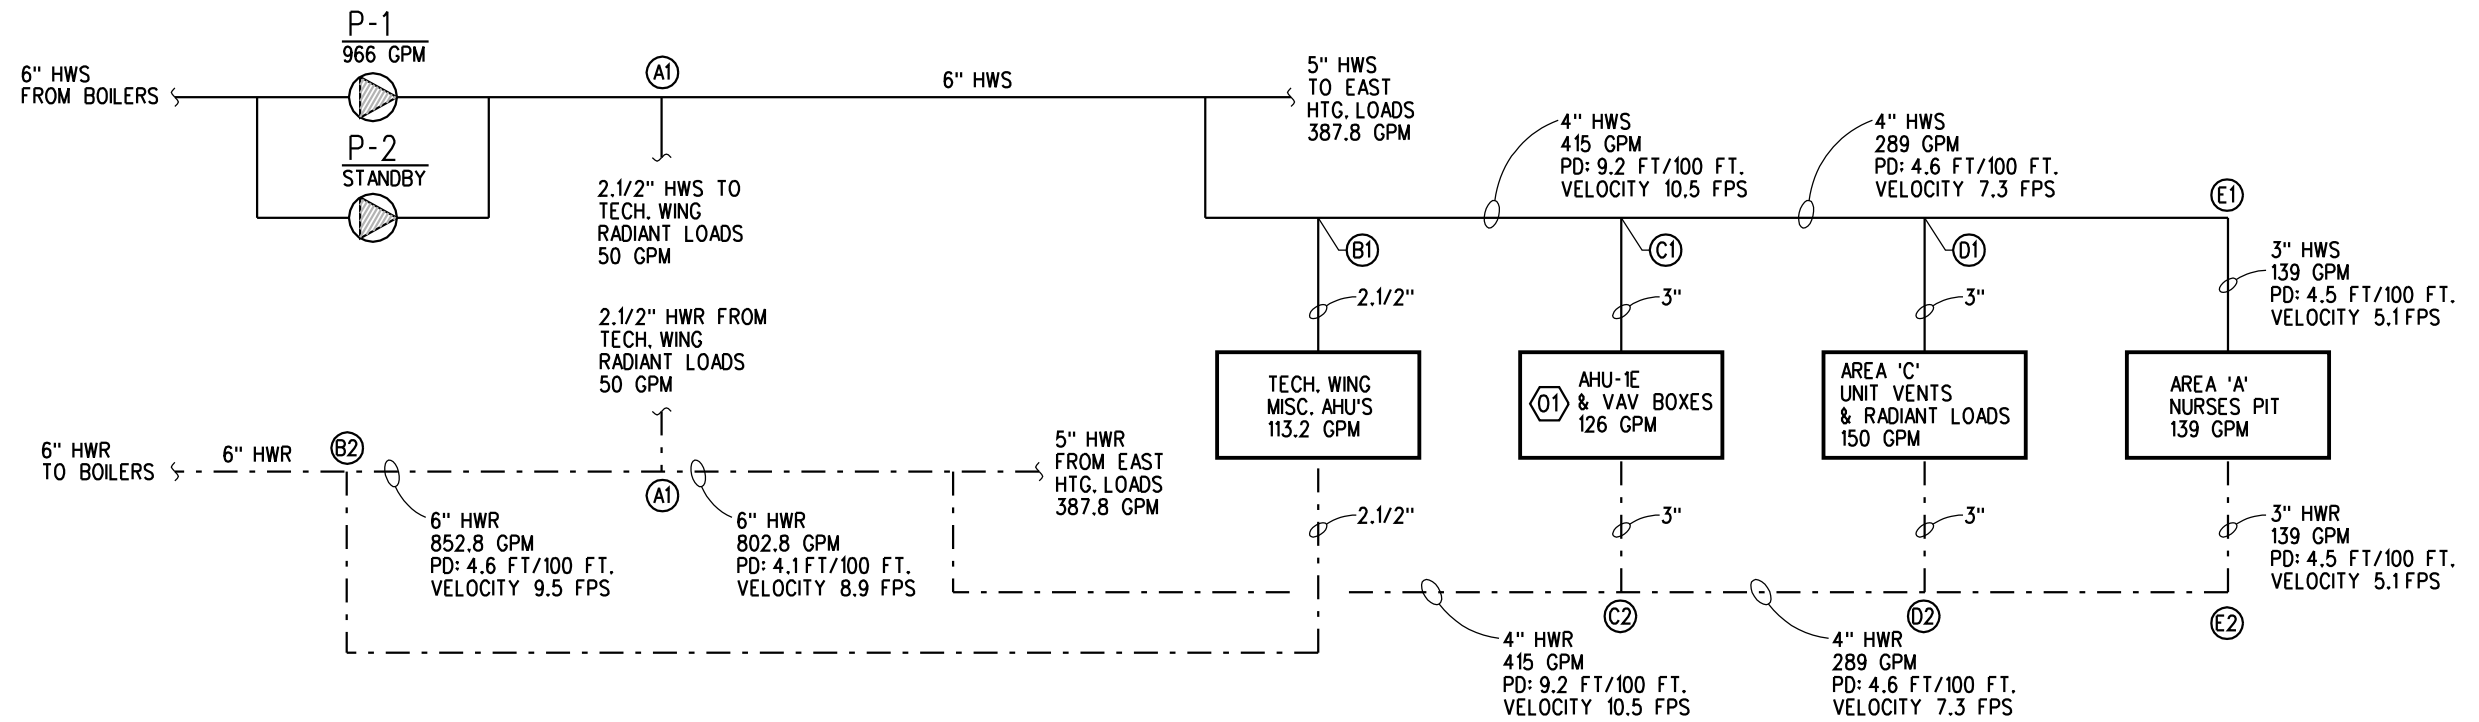 P-1
966 GPM
6" HWS
FROM BOILERS
P-2
STANDBY
A1
2.1/2" HWS TO
TECH. WING
RADIANT LOADS
50 GPM
6" HWS
5" HWS
TO EAST
HTG. LOADS
387.8 GPM
4" HWS
415 GPM
PD: 9.2 FT/100 FT.
VELOCITY 10.5 FPS
4" HWS
289 GPM
PD: 4.6 FT/100 FT.
VELOCITY 7.3 FPS
E1
B1
C1
D1
3" HWS
139 GPM
PD: 4.5 FT/100 FT.
VELOCITY 5.1 FPS
2.1/2"
3"
3"
2.1/2" HWR FROM
TECH. WING
RADIANT LOADS
50 GPM
TECH. WING
MISC. AHU'S
113.2 GPM
01
AHU-1E
& VAV BOXES
126 GPM
AREA 'C'
UNIT VENTS
& RADIANT LOADS
150 GPM
AREA 'A'
NURSES PIT
139 GPM
6" HWR
TO BOILERS
6" HWR
B2
A1
5" HWR
FROM EAST
HTG. LOADS
387.8 GPM
6" HWR
852.8 GPM
PD: 4.6 FT/100 FT.
VELOCITY 9.5 FPS
6" HWR
802.8 GPM
PD: 4.1 FT/100 FT.
VELOCITY 8.9 FPS
2.1/2"
3"
3"
3" HWR
139 GPM
PD: 4.5 FT/100 FT.
VELOCITY 5.1 FPS
C2
D2
E2
4" HWR
415 GPM
PD: 9.2 FT/100 FT.
VELOCITY 10.5 FPS
4" HWR
289 GPM
PD: 4.6 FT/100 FT.
VELOCITY 7.3 FPS